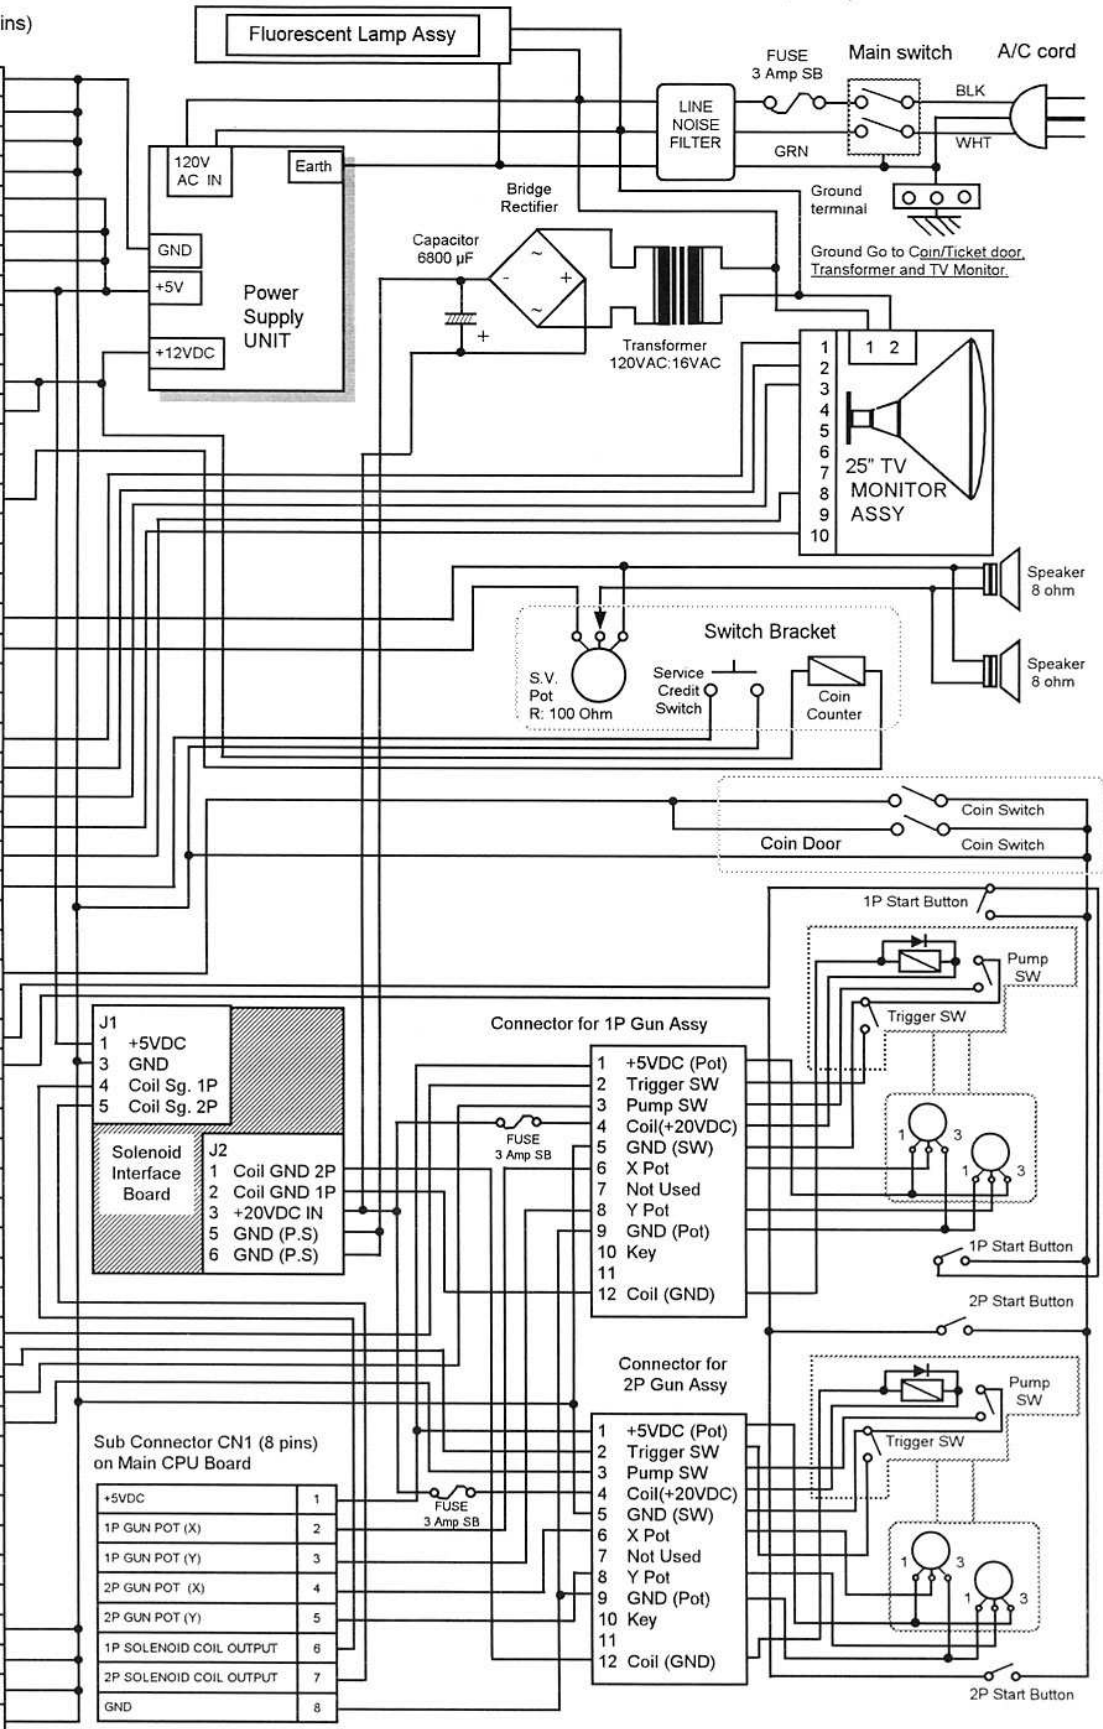 ins)
Fluorescent Lamp Assy
FUSE
3 Amp SB
Main switch
A/C cord
LINE
NOISE
FILTER
BLK
WHT
GRN
120V
AC IN
Earth
Bridge
Rectifier
Ground
terminal
Capacitor
6800 µF
GND
+5V
+12VDC
Power
Supply
UNIT
~
-
+
~
+
Ground Go to Coin/Ticket door,
Transformer and TV Monitor.
Transformer
120VAC:16VAC
1 2
1
2
3
4
5
6
7
8
9
10
25" TV
MONITOR
ASSY
Speaker
8 ohm
Speaker
8 ohm
Switch Bracket
S.V.
Pot
R: 100 Ohm
Service
Credit
Switch
Coin
Counter
Coin Switch
Coin Door
Coin Switch
1P Start Button
Pump
SW
Trigger SW
J1
1 +5VDC
3 GND
4 Coil Sg. 1P
5 Coil Sg. 2P
Solenoid
Interface
Board
J2
1 Coil GND 2P
2 Coil GND 1P
3 +20VDC IN
5 GND (P.S)
6 GND (P.S)
Connector for 1P Gun Assy
1 +5VDC (Pot)
2 Trigger SW
3 Pump SW
4 Coil(+20VDC)
5 GND (SW)
6 X Pot
7 Not Used
8 Y Pot
9 GND (Pot)
10 Key
11
12 Coil (GND)
FUSE
3 Amp SB
1 3
1 3
1P Start Button
2P Start Button
Connector for
2P Gun Assy
1 +5VDC (Pot)
2 Trigger SW
3 Pump SW
4 Coil(+20VDC)
5 GND (SW)
6 X Pot
7 Not Used
8 Y Pot
9 GND (Pot)
10 Key
11
12 Coil (GND)
Pump
SW
Trigger SW
FUSE
3 Amp SB
1 3
1 3
2P Start Button
Sub Connector CN1 (8 pins)
on Main CPU Board
+5VDC 1
1P GUN POT (X) 2
1P GUN POT (Y) 3
2P GUN POT (X) 4
2P GUN POT (Y) 5
1P SOLENOID COIL OUTPUT 6
2P SOLENOID COIL OUTPUT 7
GND 8